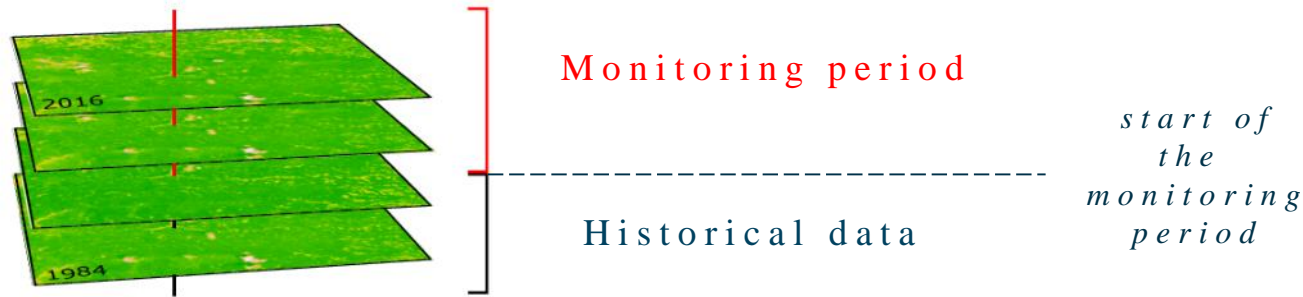 2016
Monitoring period
start of
the
monitoring
period
Historical data
1984